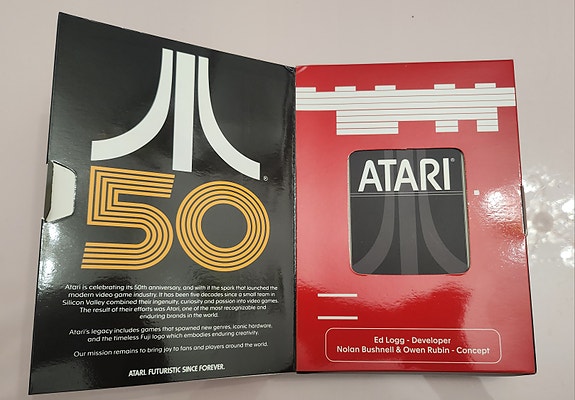 ®
50
Atari is celebrating its 50th anniversary, and with it the spark that launched the
modern video game industry. It has been five decades since a small team in
Silicon Valley combined their ingenuity, curiosity and passion into video games.
The result of their efforts was Atari, one of the most recognizable and
enduring brands in the world.
Atari's legacy includes games that spawned new genres, iconic hardware,
and the timeless Fuji logo which embodies enduring creativity.
Our mission remains to bring joy to fans and players around the world.
ATARI. FUTURISTIC SINCE FOREVER.
ATARI®
Ed Logg - Developer
Nolan Bushnell & Owen Rubin - Concept